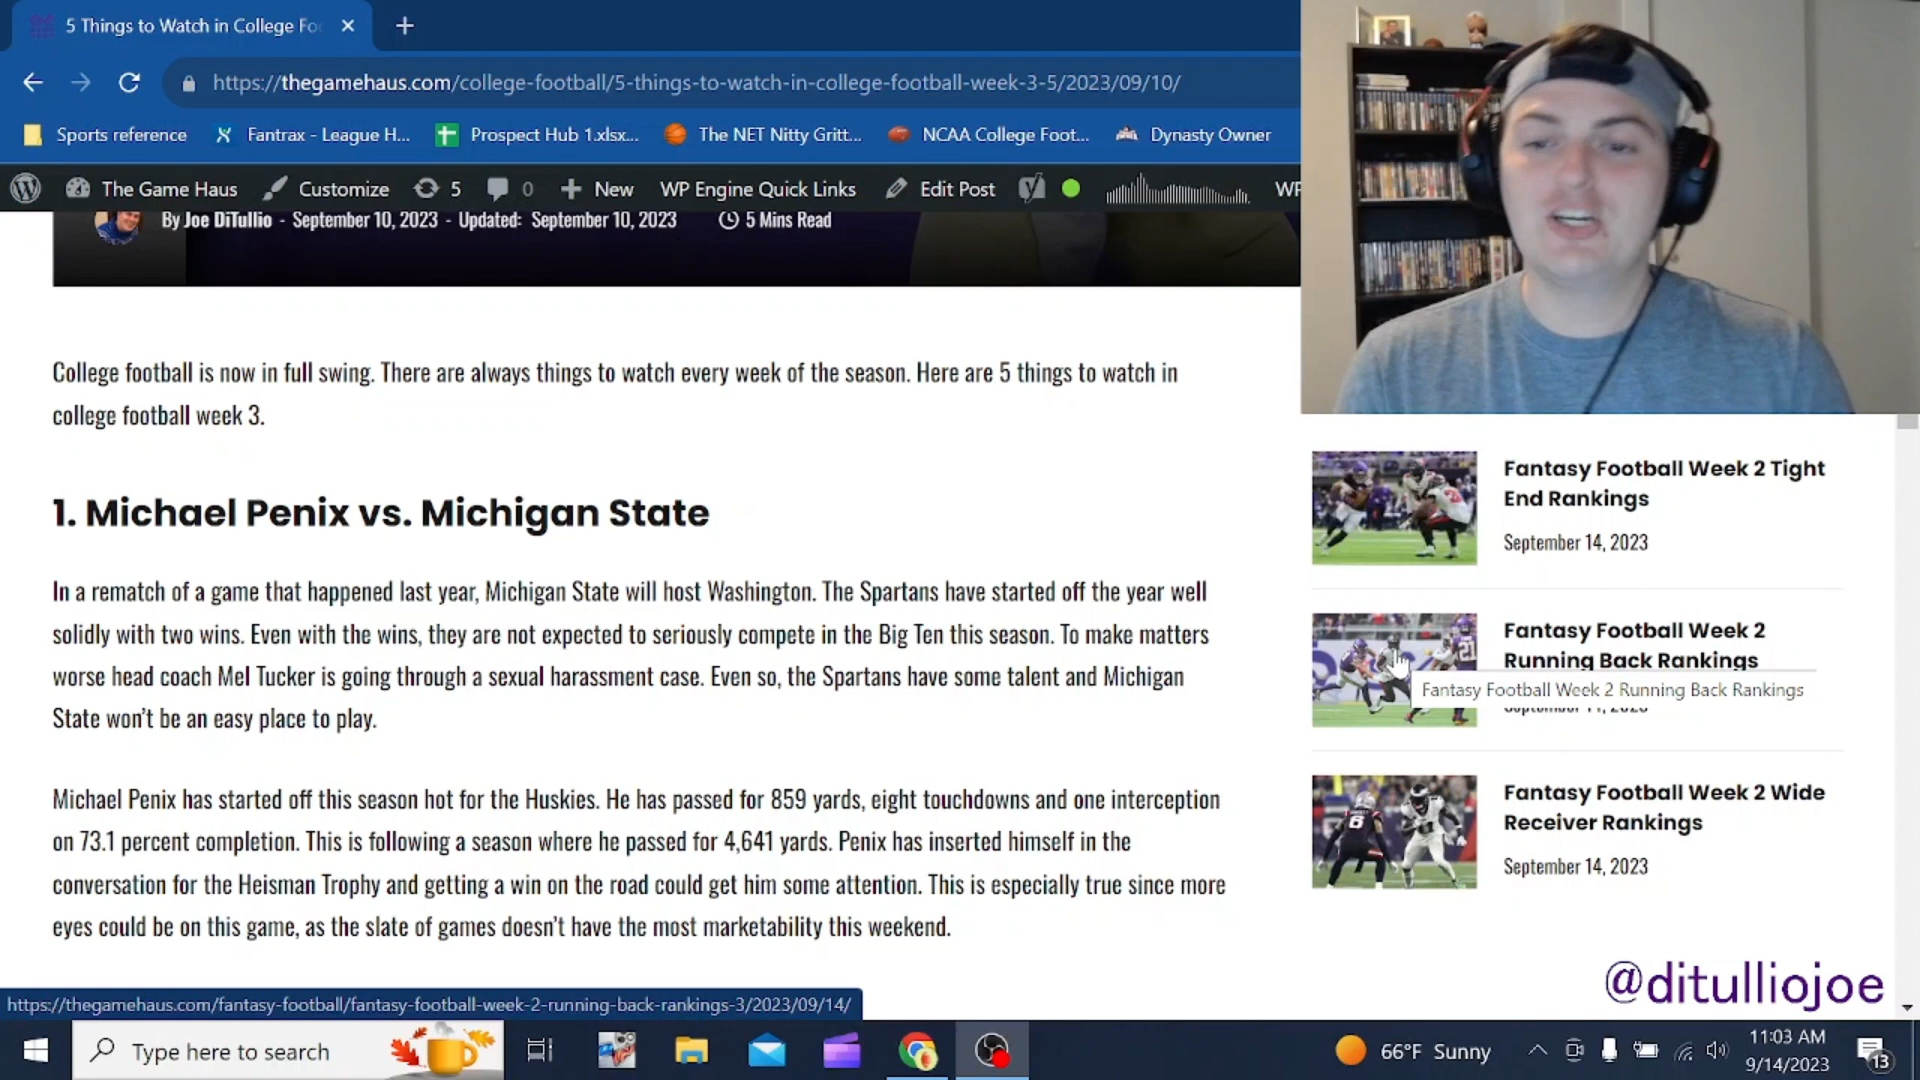 5 Things to Watch in College Fo
https://thegamehaus.com/college-football/5-things-to-watch-in-college-football-week-3-5/2023/09/10/
Sports reference
Fantrax - League H...
Prospect Hub 1.xlsx...
The NET Nitty Gritt...
NCAA College Foot...
Dynasty Owner
The Game Haus
Customize
5
0
New
WP Engine Quick Links
Edit Post
WP
By Joe DiTullio - September 10, 2023 - Updated: September 10, 2023 5 Mins Read
College football is now in full swing. There are always things to watch every week of the season. Here are 5 things to watch in
college football week 3.
1. Michael Penix vs. Michigan State
In a rematch of a game that happened last year, Michigan State will host Washington. The Spartans have started off the year well
solidly with two wins. Even with the wins, they are not expected to seriously compete in the Big Ten this season. To make matters
worse head coach Mel Tucker is going through a sexual harassment case. Even so, the Spartans have some talent and Michigan
State won't be an easy place to play.
Michael Penix has started off this season hot for the Huskies. He has passed for 859 yards, eight touchdowns and one interception
on 73.1 percent completion. This is following a season where he passed for 4,641 yards. Penix has inserted himself in the
conversation for the Heisman Trophy and getting a win on the road could get him some attention. This is especially true since more
eyes could be on this game, as the slate of games doesn't have the most marketability this weekend.
Fantasy Football Week 2 Tight
End Rankings
September 14, 2023
Fantasy Football Week 2
Running Back Rankings
Fantasy Football Week 2 Running Back Rankings
Fantasy Football Week 2 Wide
Receiver Rankings
September 14, 2023
@ditulliojoe
https://thegamehaus.com/fantasy-football/fantasy-football-week-2-running-back-rankings-3/2023/09/14/
Type here to search
66°F Sunny
11:03 AM
9/14/2023
13